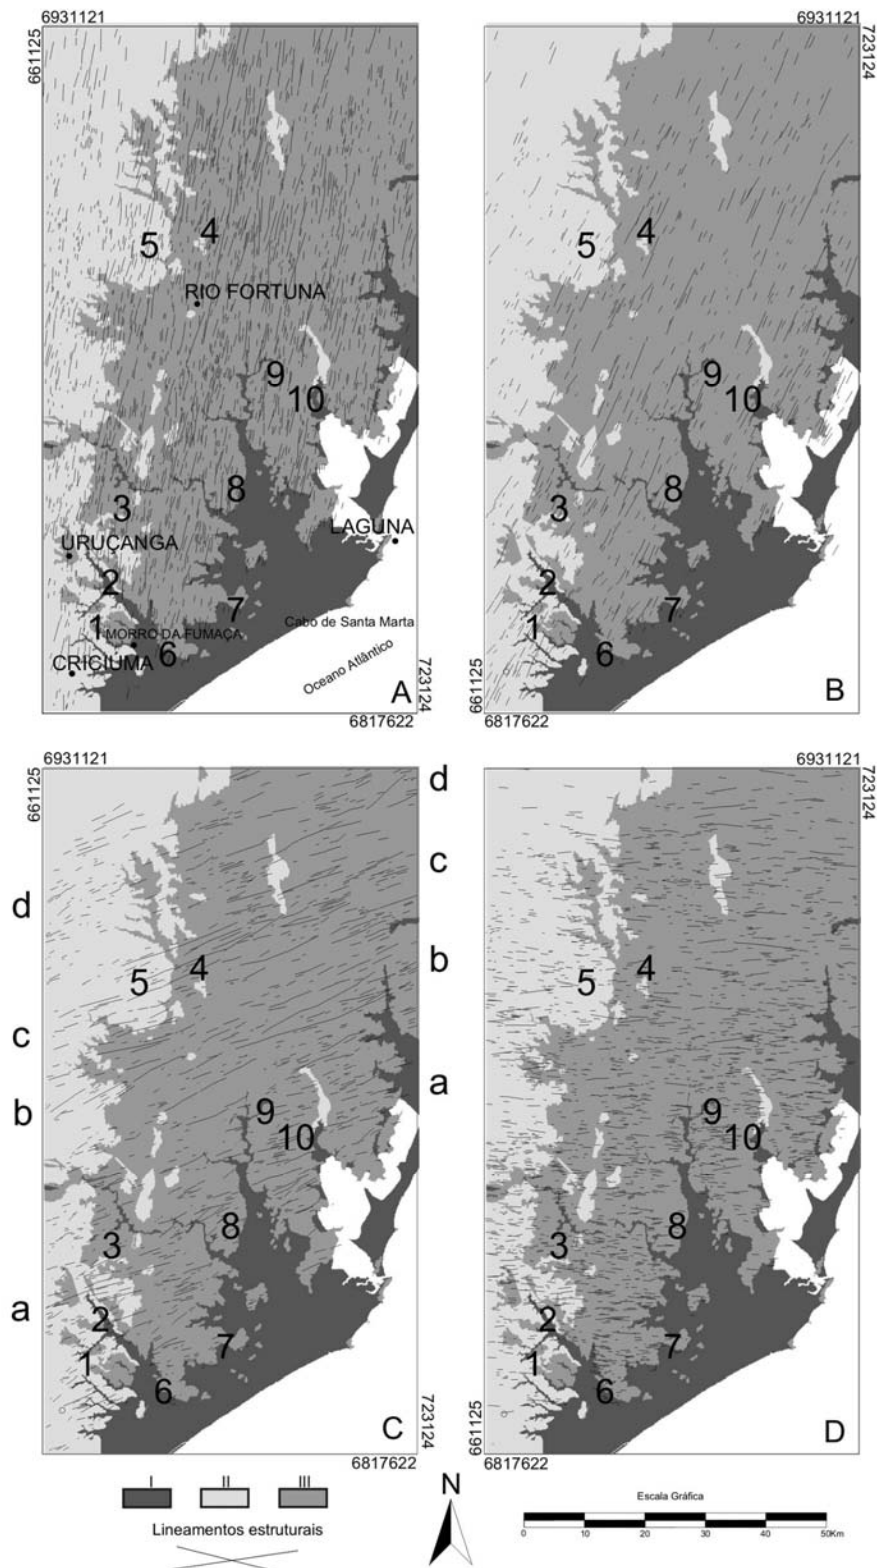 6931121
661125
5
4
RIO FORTUNA
9
10
3
8
LAGUNA
URUÇANGA
2
7
1
MORRO DA FUMAÇA
Cabo de Santa Marta
6
CRICIÚMA
Oceano Atlântico
A
723124
6817622
6931121
723124
5
4
9
10
3
8
2
7
1
6
B
661125
6817622
6931121
661125
d
c
b
a
5
4
9
10
3
8
2
7
1
6
C
723124
6817622
6931121
723124
d
c
b
a
5
4
9
10
3
8
2
7
1
6
D
661125
6817622
I II III
Lineamentos estruturais
N
Escala Gráfica
0 10 20 30 40 50Km